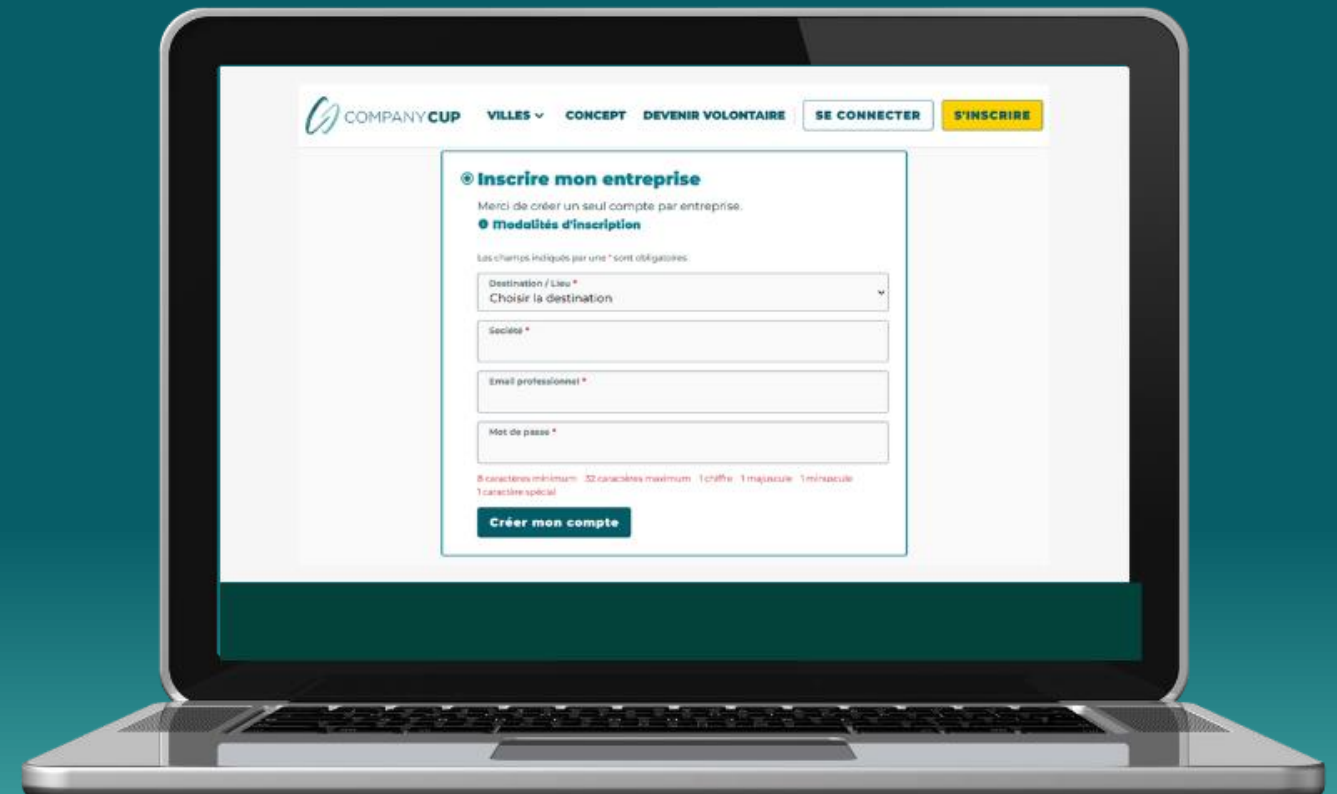 COMPANYCUP
VILLES
CONCEPT
DEVENIR VOLONTAIRE
SE CONNECTER
S'INSCRIRE
Inscrire mon entreprise
Merci de créer un seul compte par entreprise.
Modalités d'inscription
Les champs indiqués par une * sont obligatoires.
Destination / Lieu *
Choisir la destination
Société *
Email professionnel *
Mot de passe *
8 caractères minimum 32 caractères maximum 1 chiffre 1 majuscule 1 minuscule
1 caractère spécial
Créer mon compte